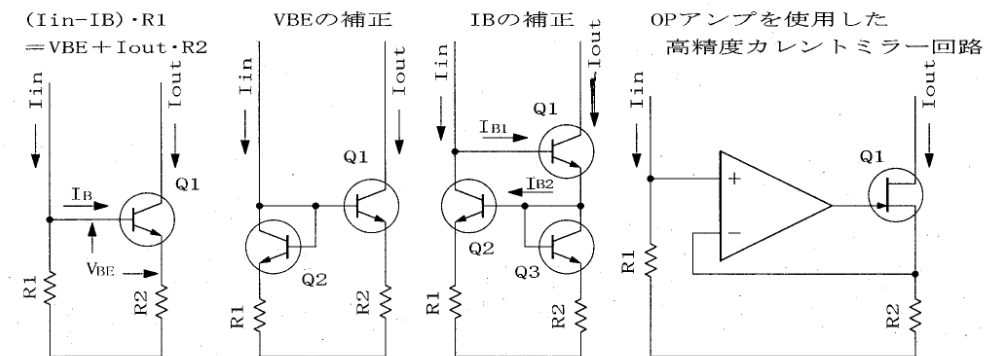 (Iin-IB)・R1
=VBE+Iout・R2
Iin
Iout
IB
Q1
VBE
R1
R2
VBEの補正
Iin
Iout
Q1
Q2
R1
R2
IBの補正
Iin
Iout
Q1
IB1
IB2
Q2
Q3
R1
R2
OPアンプを使用した
高精度カレントミラー回路
Iin
Iout
Q1
+
−
R1
R2